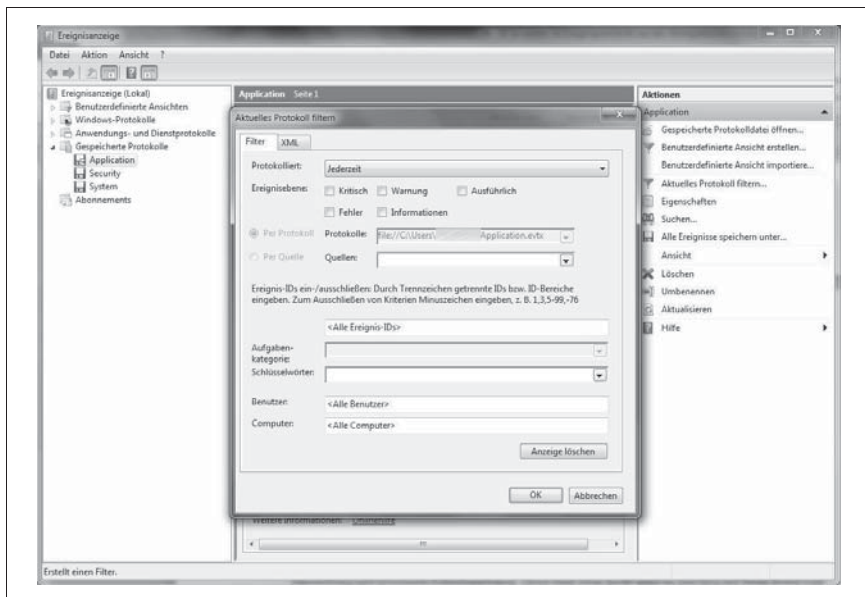 Ereignisanzeige
Datei Aktion Ansicht ?
Ereignisanzeige (Lokal)
Benutzerdefinierte Ansichten
Windows-Protokolle
Anwendungs- und Dienstprotokolle
Gespeicherte Protokolle
Application
Security
System
Abonnements
Application Seite 1
Aktuelles Protokoll filtern
Filter XML
Protokolliert: Jederzeit
Ereignisebene: Kritisch Warnung Ausführlich
Fehler Informationen
Per Protokoll Protokolle: file://C:\Users\ Application.evtx
Per Quelle Quellen:
Ereignis-IDs ein-/ausschließen: Durch Trennzeichen getrennte IDs bzw. ID-Bereiche
eingeben. Zum Ausschließen von Kriterien Minuszeichen eingeben, z. B. 1,3,5-99,-76
<Alle Ereignis-IDs>
Aufgaben-
kategorie:
Schlüsselwörter:
Benutzer: <Alle Benutzer>
Computer: <Alle Computer>
Anzeige löschen
OK Abbrechen
Weitere Informationen: Onlinehilfe
Aktionen
Application
Gespeicherte Protokolldatei öffnen...
Benutzerdefinierte Ansicht erstellen...
Benutzerdefinierte Ansicht importiere...
Aktuelles Protokoll filtern...
Eigenschaften
Suchen...
Alle Ereignisse speichern unter...
Ansicht
Löschen
Umbenennen
Aktualisieren
Hilfe
Erstellt einen Filter.